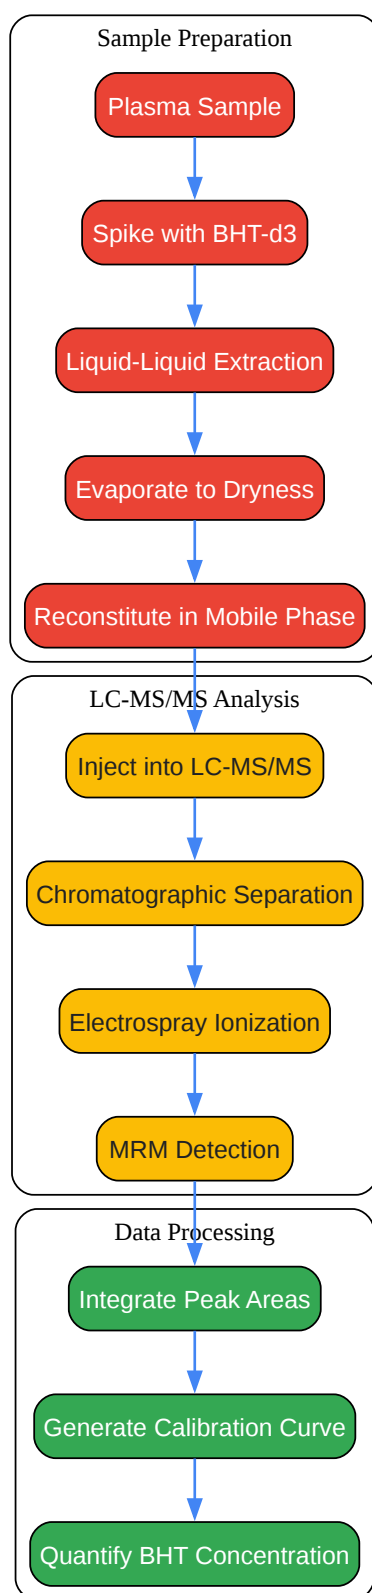 Sample Preparation
Plasma Sample
Spike with BHT-d3
Liquid-Liquid Extraction
Evaporate to Dryness
Reconstitute in Mobile Phase
LC-MS/MS Analysis
Inject into LC-MS/MS
Chromatographic Separation
Electrospray Ionization
MRM Detection
Data Processing
Integrate Peak Areas
Generate Calibration Curve
Quantify BHT Concentration